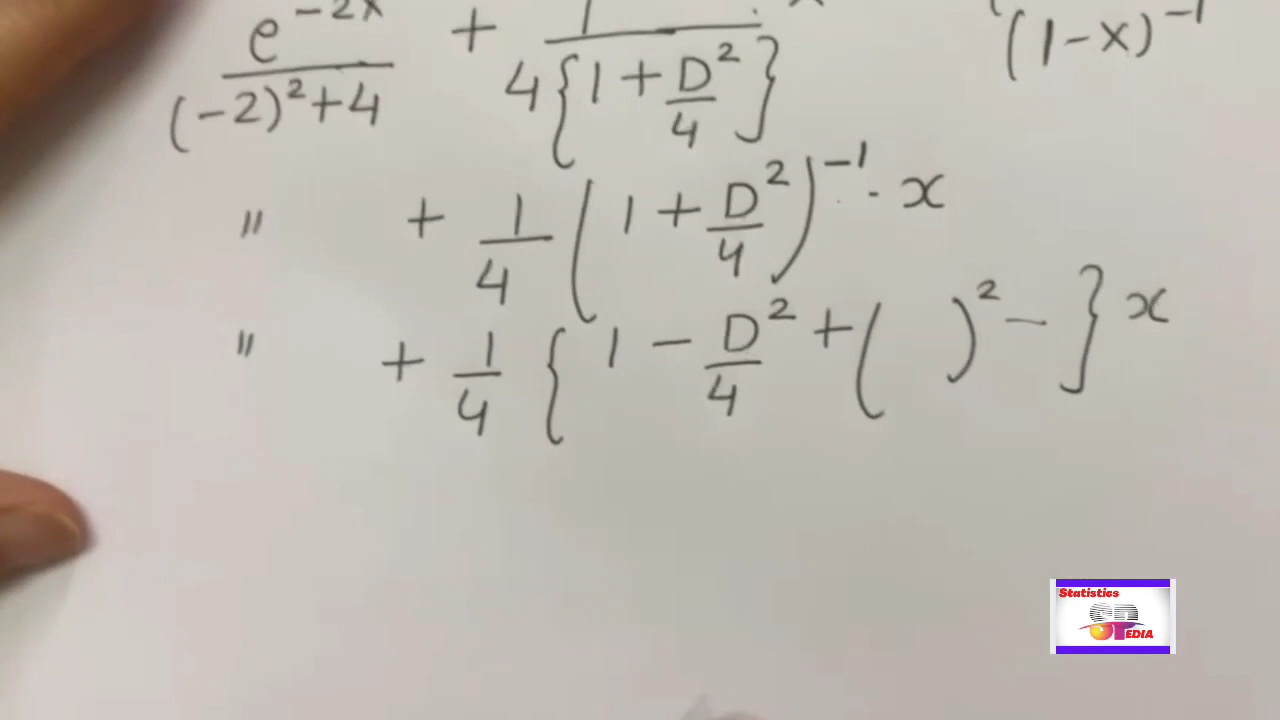 e^{-2x}/((-2)^2+4) + 1/(4{1+D^2/4}) x (1-x)^{-1}
" + 1/4 (1+D^2/4)^{-1} · x
" + 1/4 {1 - D^2/4 + ( )^2 - } x
Statistics
PEDIA